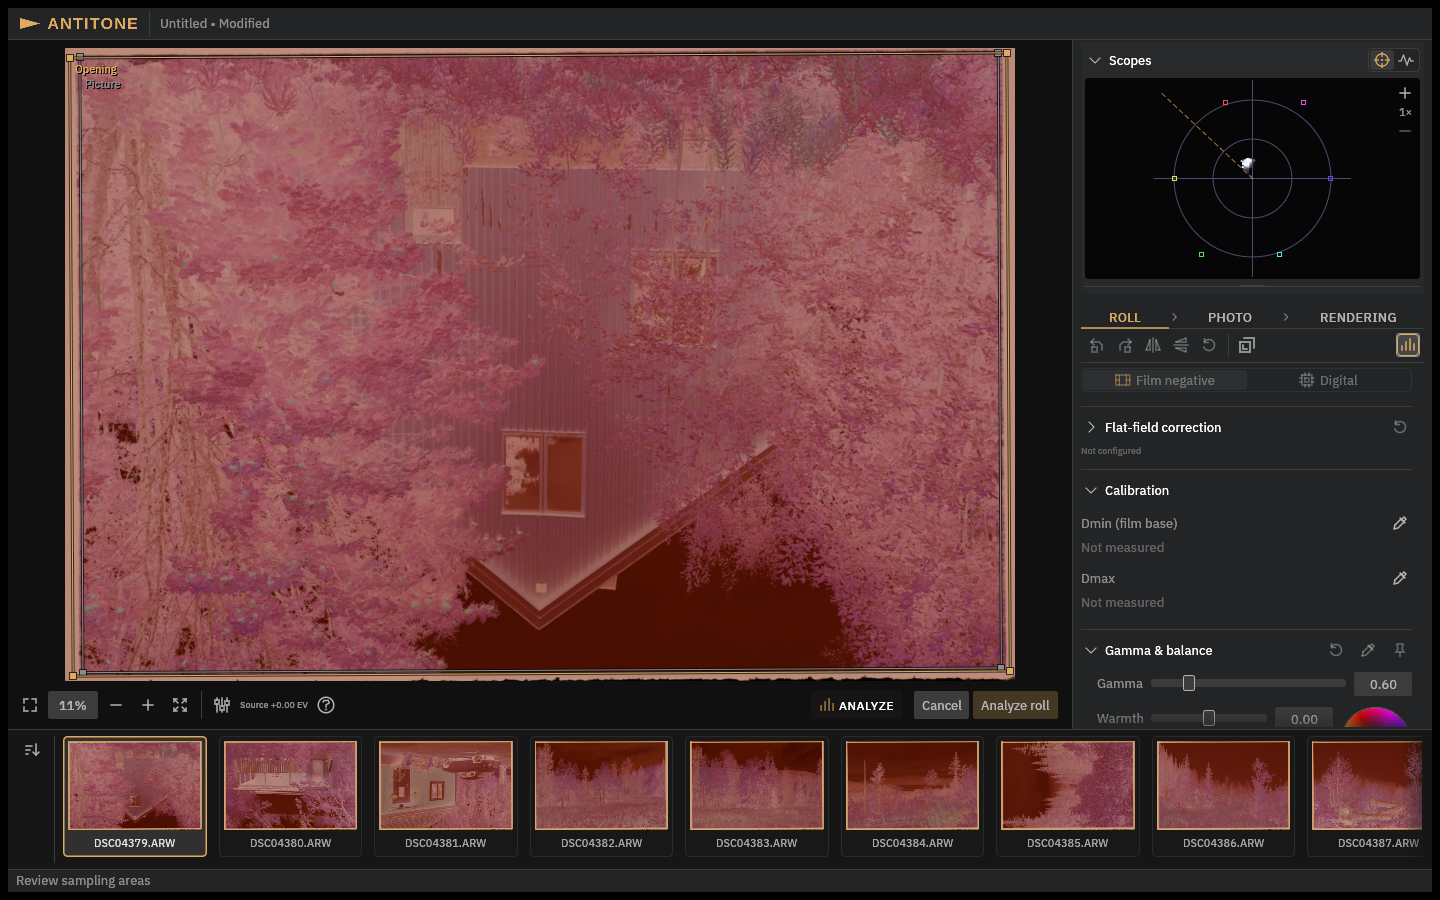 ANTITONE
Untitled • Modified
Opening
Picture
Scopes
1×
ROLL
PHOTO
RENDERING
Film negative
Digital
Flat-field correction
Not configured
Calibration
Dmin (film base)
Not measured
Dmax
Not measured
Gamma & balance
Gamma
0.60
Warmth
0.00
11%
Source +0.00 EV
ANALYZE
Cancel
Analyze roll
DSC04379.ARW
DSC04380.ARW
DSC04381.ARW
DSC04382.ARW
DSC04383.ARW
DSC04384.ARW
DSC04385.ARW
DSC04386.ARW
DSC04387.ARW
Review sampling areas